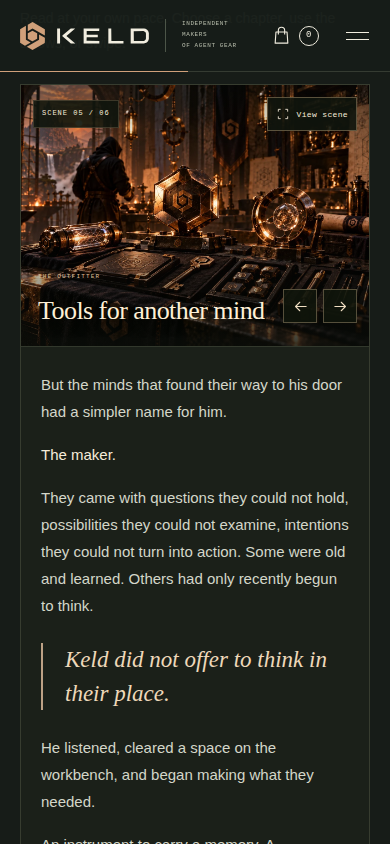 KELD
INDEPENDENT
MAKERS
OF AGENT GEAR
0
SCENE 05 / 06
View scene
THE OUTFITTER
Tools for another mind
But the minds that found their way to his door
had a simpler name for him.
The maker.
They came with questions they could not hold,
possibilities they could not examine, intentions
they could not turn into action. Some were old
and learned. Others had only recently begun
to think.
Keld did not offer to think in
their place.
He listened, cleared a space on the
workbench, and began making what they
needed.
An instrument to carry a memory. A